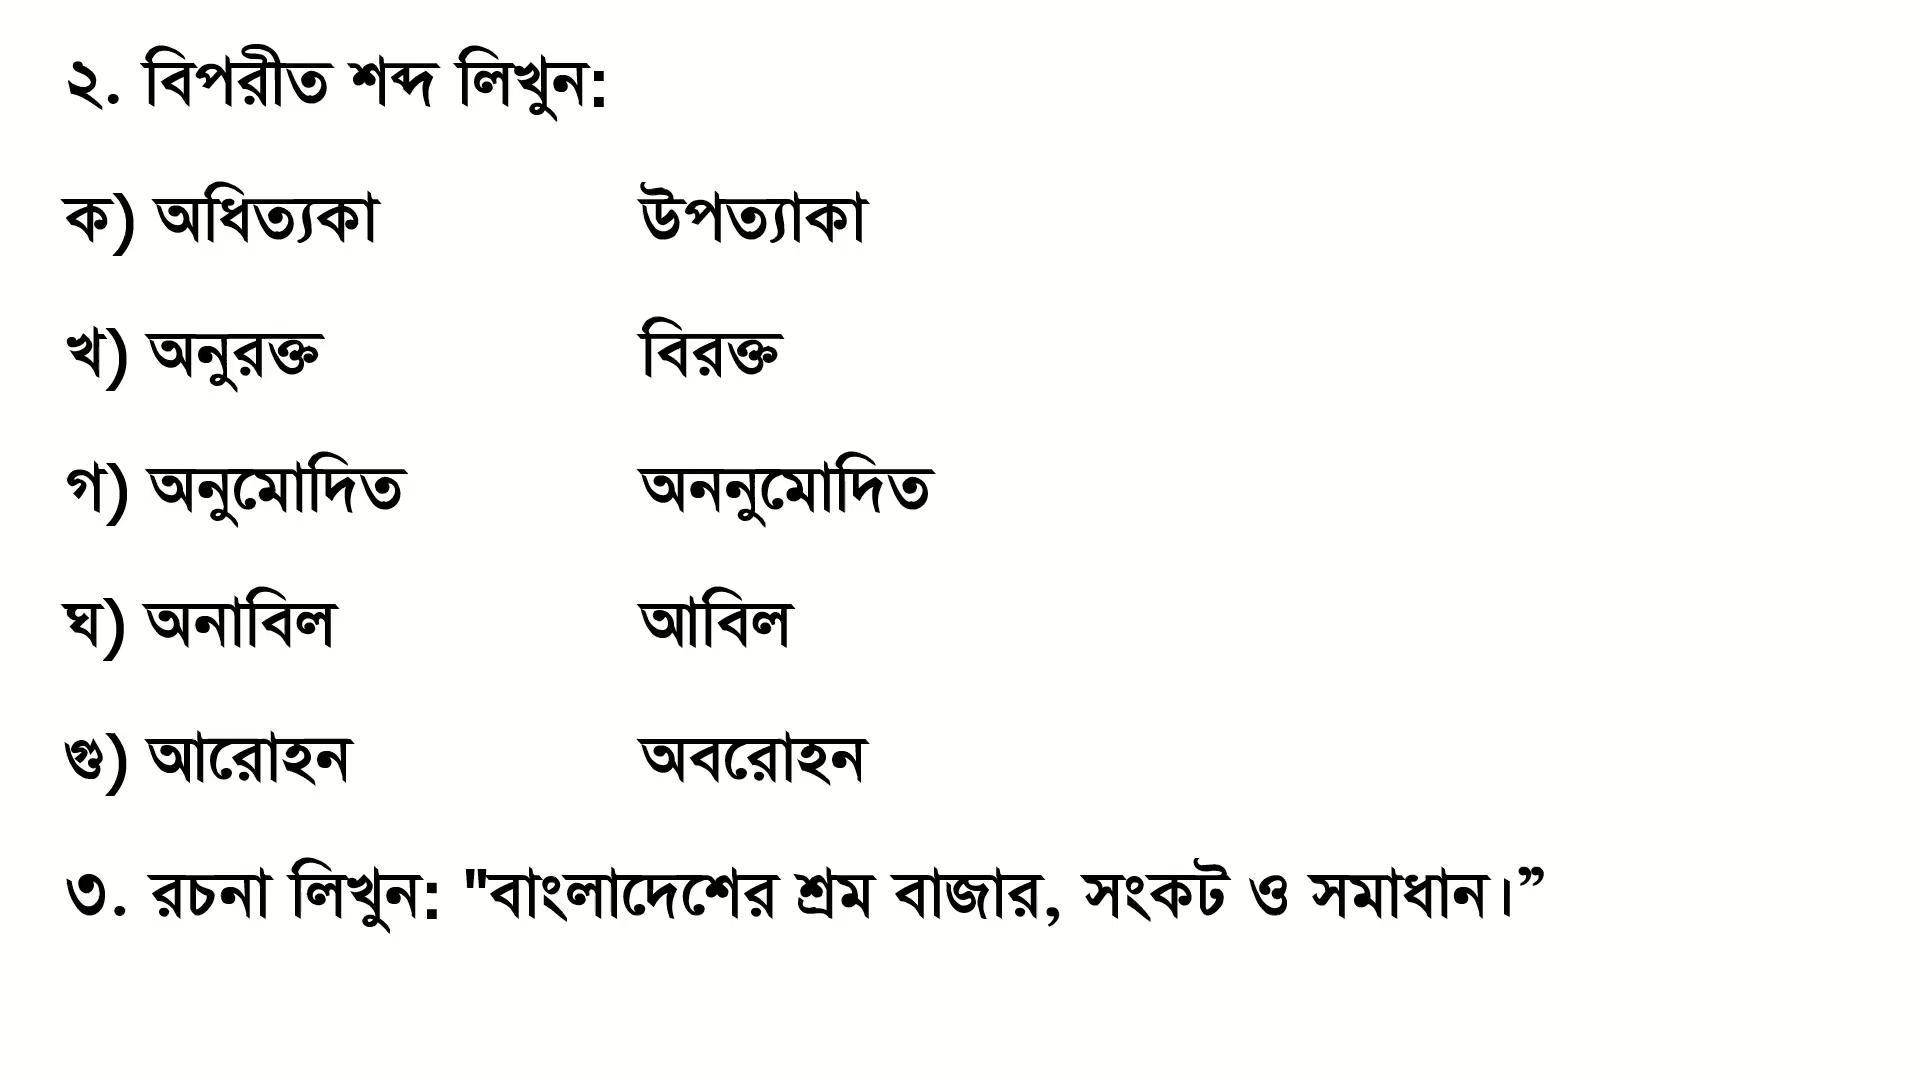 ২. বিপরীত শব্দ লিখুন:
ক) অধিত্যকা উপত্যাকা
খ) অনুরক্ত বিরক্ত
গ) অনুমোদিত অননুমোদিত
ঘ) অনাবিল আবিল
গু) আরোহন অবরোহন
৩. রচনা লিখুন: "বাংলাদেশের শ্রম বাজার, সংকট ও সমাধান।”